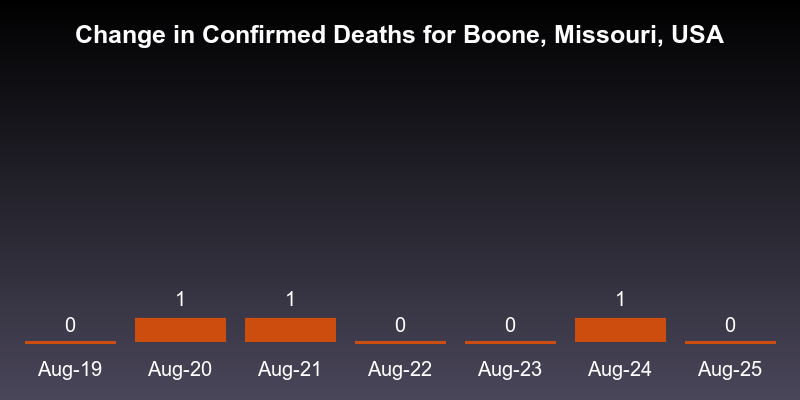 Change in Confirmed Deaths for Boone, Missouri, USA
0 1 1 0 0 1 0
Aug-19 Aug-20 Aug-21 Aug-22 Aug-23 Aug-24 Aug-25